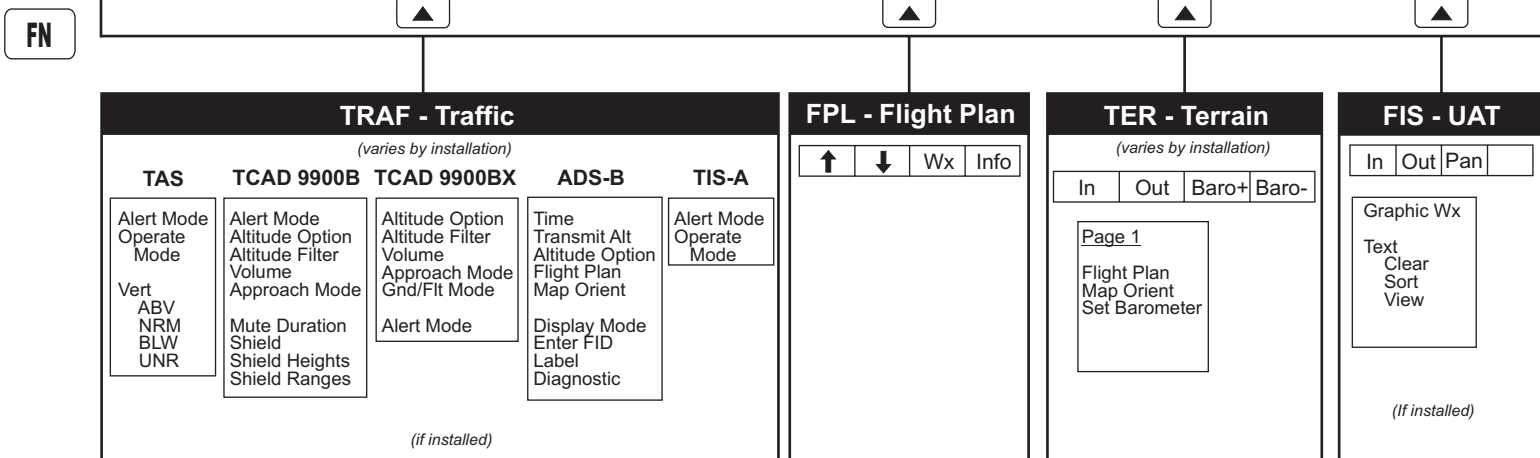 FN
TRAF - Traffic
(varies by installation)
TAS
Alert Mode
Operate
Mode
Vert
ABV
NRM
BLW
UNR
TCAD 9900B
Alert Mode
Altitude Option
Altitude Filter
Volume
Approach Mode
Mute Duration
Shield
Shield Heights
Shield Ranges
TCAD 9900BX
Altitude Option
Altitude Filter
Volume
Approach Mode
Gnd/Flt Mode
Alert Mode
ADS-B
Time
Transmit Alt
Altitude Option
Flight Plan
Map Orient
Display Mode
Enter FID
Label
Diagnostic
TIS-A
Alert Mode
Operate
Mode
(if installed)
FPL - Flight Plan
Wx Info
TER - Terrain
(varies by installation)
In Out Baro+ Baro-
Page 1
Flight Plan
Map Orient
Set Barometer
FIS - UAT
In Out Pan
Graphic Wx
Text
Clear
Sort
View
(If installed)